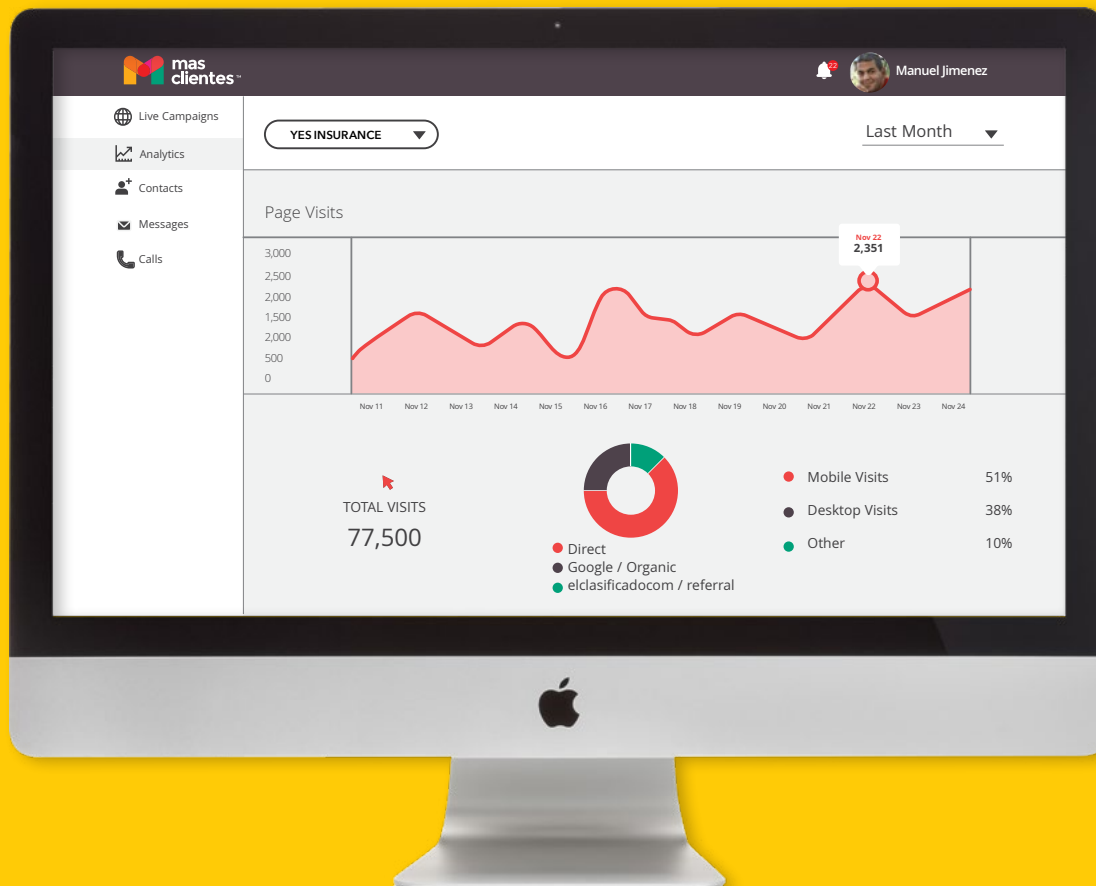 mas
clientes™
22
Manuel Jimenez
Live Campaigns
Analytics
Contacts
Messages
Calls
YES INSURANCE
Last Month
Page Visits
Nov 22
2,351
3,000
2,500
2,000
1,500
2,000
500
0
Nov 11 Nov 12 Nov 13 Nov 14 Nov 15 Nov 16 Nov 17 Nov 18 Nov 19 Nov 20 Nov 21 Nov 22 Nov 23 Nov 24
TOTAL VISITS
77,500
Direct
Google / Organic
elclasificadocom / referral
Mobile Visits 51%
Desktop Visits 38%
Other 10%